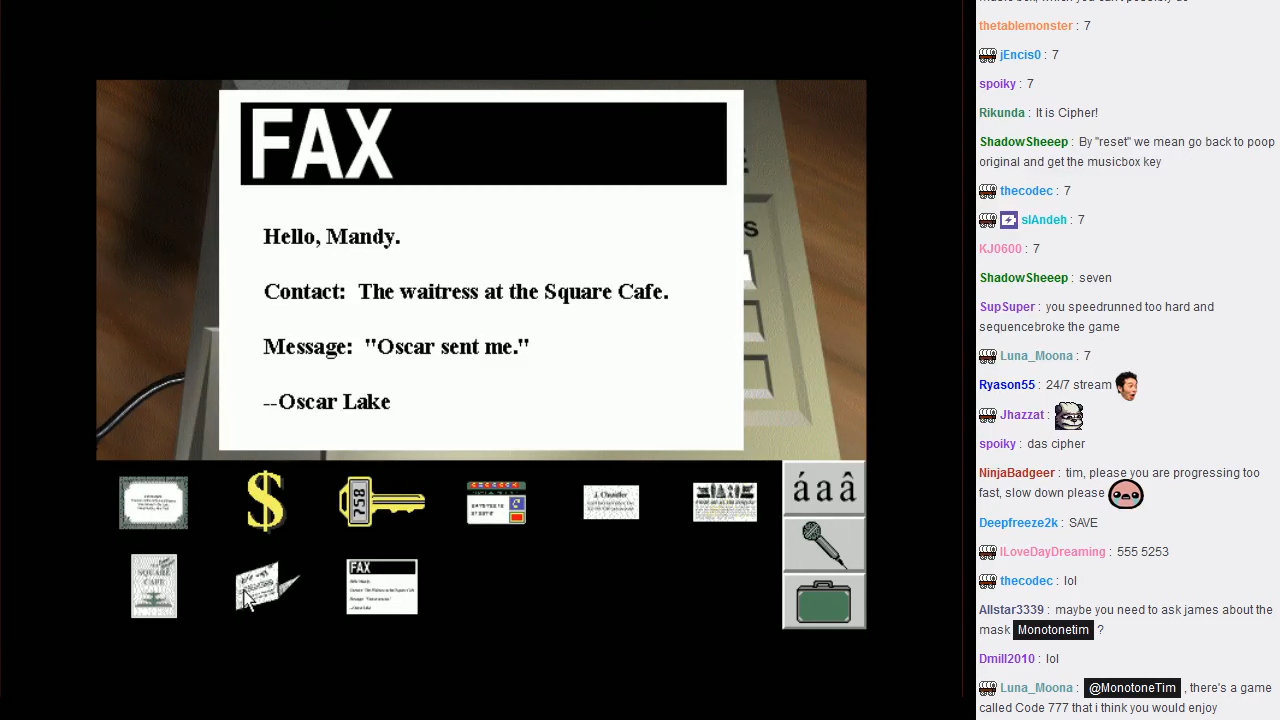 FAX
Hello, Mandy.
Contact: The waitress at the Square Cafe.
Message: "Oscar sent me."
--Oscar Lake
758
J. Chandler
SQUARE
CAFE
FAX
á a â
thetablemonster : 7
jEncis0 : 7
spoiky : 7
Rikunda : It is Cipher!
ShadowSheeep : By "reset" we mean go back to poop
original and get the musicbox key
thecodec : 7
slAndeh : 7
KJ0600 : 7
ShadowSheeep : seven
SupSuper : you speedrunned too hard and
sequencebroke the game
Luna_Moona : 7
Ryason55 : 24/7 stream
Jhazzat :
spoiky : das cipher
NinjaBadgeer : tim, please you are progressing too
fast, slowdown please
Deepfreeze2k : SAVE
ILoveDayDreaming : 555 5253
thecodec : lol
Allstar3339 : maybe you need to ask james about the
mask Monotonetim ?
Dmill2010 : lol
Luna_Moona : @MonotoneTim , there's a game
called Code 777 that i think you would enjoy